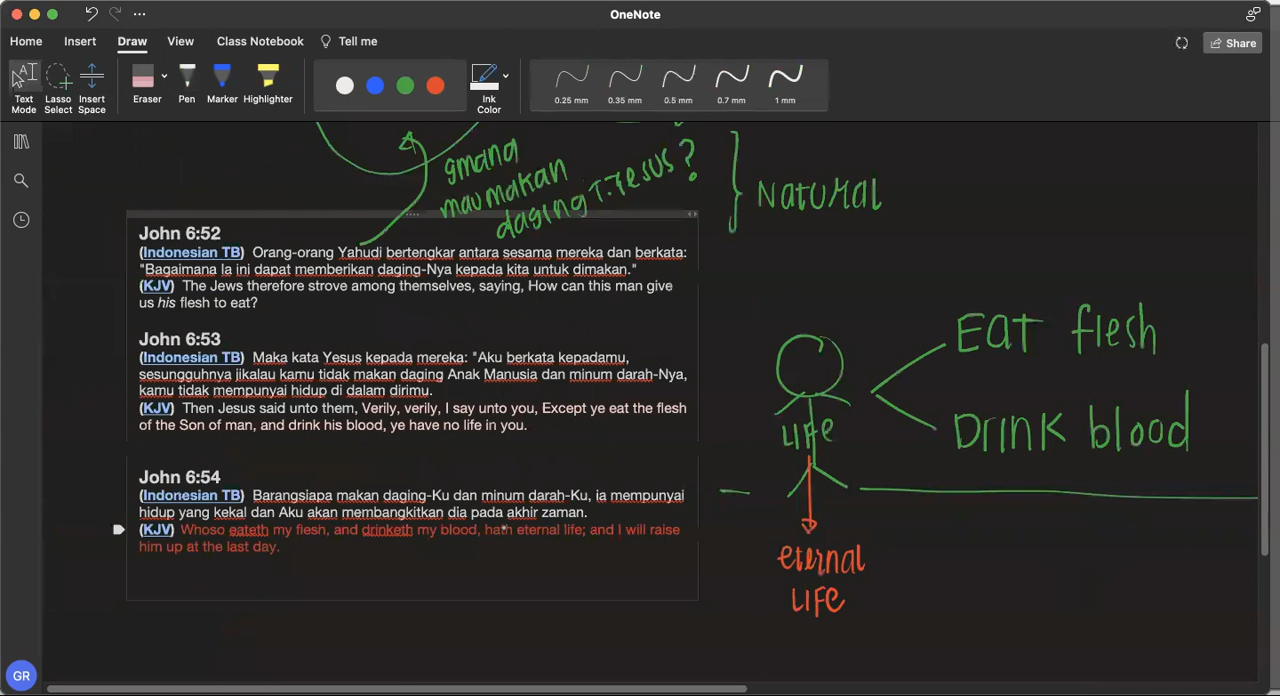 OneNote
Home Insert Draw View Class Notebook Tell me
Share
Text Mode
Lasso Select
Insert Space
Eraser
Pen
Marker
Highlighter
Ink Color
0.25 mm
0.35 mm
0.5 mm
0.7 mm
1 mm
gmana
mau makan
daging T. Yesus?
Natural
John 6:52
(Indonesian TB) Orang-orang Yahudi bertengkar antara sesama mereka dan berkata:
"Bagaimana Ia ini dapat memberikan daging-Nya kepada kita untuk dimakan."
(KJV) The Jews therefore strove among themselves, saying, How can this man give
us his flesh to eat?
John 6:53
(Indonesian TB) Maka kata Yesus kepada mereka: "Aku berkata kepadamu,
sesungguhnya jikalau kamu tidak makan daging Anak Manusia dan minum darah-Nya,
kamu tidak mempunyai hidup di dalam dirimu.
(KJV) Then Jesus said unto them, Verily, verily, I say unto you, Except ye eat the flesh
of the Son of man, and drink his blood, ye have no life in you.
John 6:54
(Indonesian TB) Barangsiapa makan daging-Ku dan minum darah-Ku, ia mempunyai
hidup yang kekal dan Aku akan membangkitkan dia pada akhir zaman.
(KJV) Whoso eateth my flesh, and drinketh my blood, hath eternal life; and I will raise
him up at the last day.
Eat flesh
LIFe
Drink blood
eternal
LIFe
GR